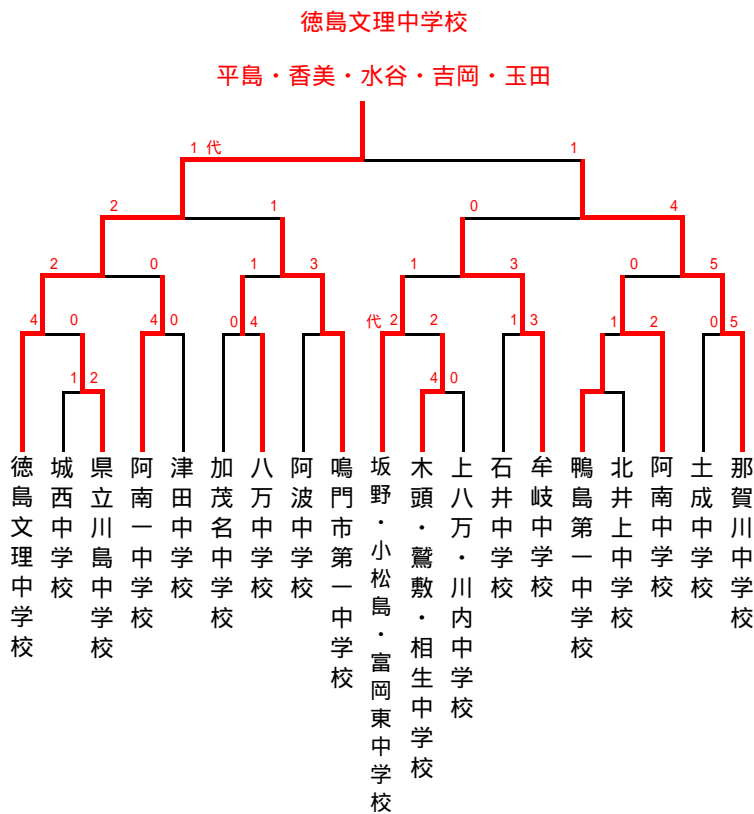 徳島文理中学校
平島・香美・水谷・吉岡・玉田
1 代 1
2 1 0 4
2 0 1 3 1 3 0 5
4 0 4 0 0 4 代 2 2 1 3 1 2 0 5
1 2 4 0
徳島文理中学校
城西中学校
県立川島中学校
阿南一中学校
津田中学校
加茂名中学校
八万中学校
阿波中学校
鳴門市第一中学校
坂野・小松島・富岡東中学校
木頭・鷲敷・相生中学校
上八万・川内中学校
石井中学校
牟岐中学校
鴨島第一中学校
北井上中学校
阿南中学校
土成中学校
那賀川中学校